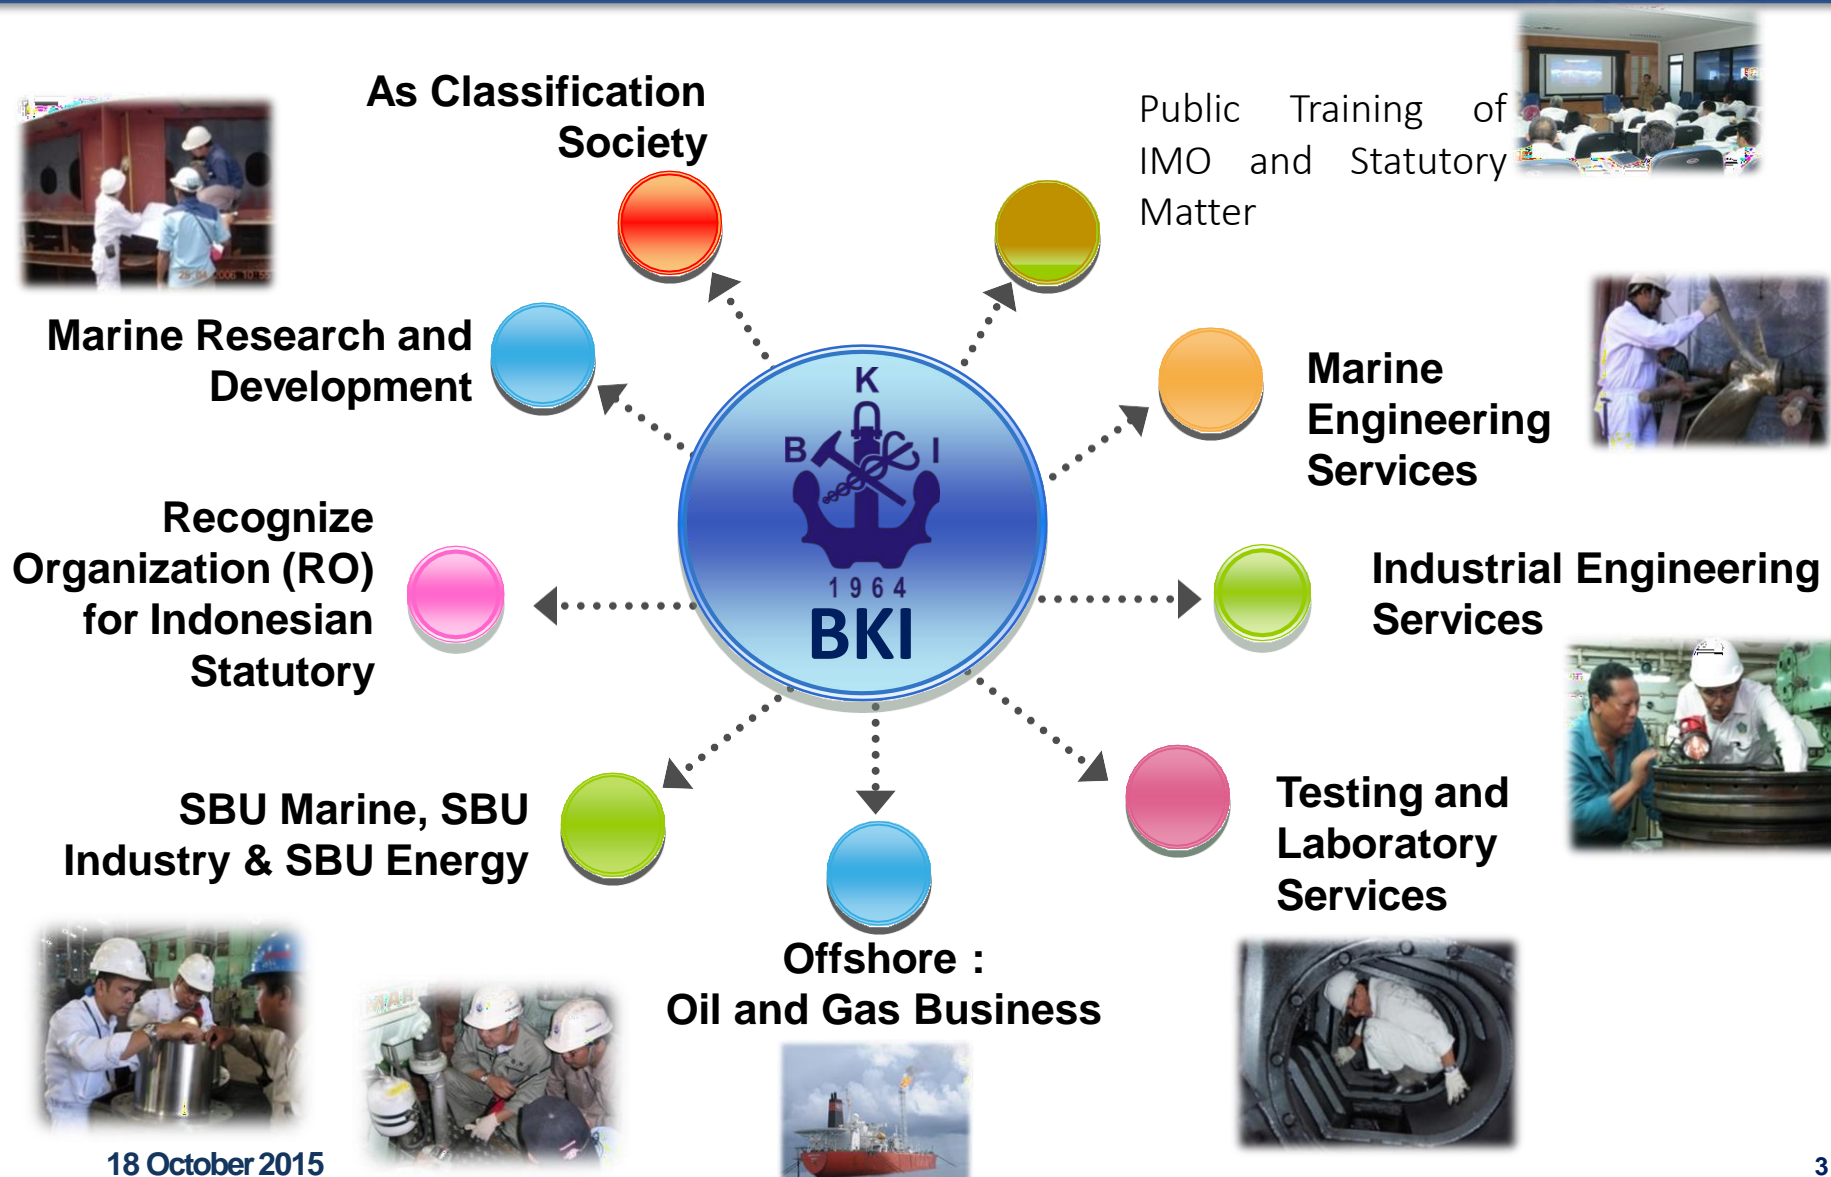 As Classification
Society
Public Training of
IMO and Statutory
Matter
Marine Research and
Development
Marine
Engineering
Services
Recognize
Organization (RO)
for Indonesian
Statutory
K
B I
1964
BKI
Industrial Engineering
Services
SBU Marine, SBU
Industry & SBU Energy
Testing and
Laboratory
Services
Offshore :
Oil and Gas Business
18 October 2015
3